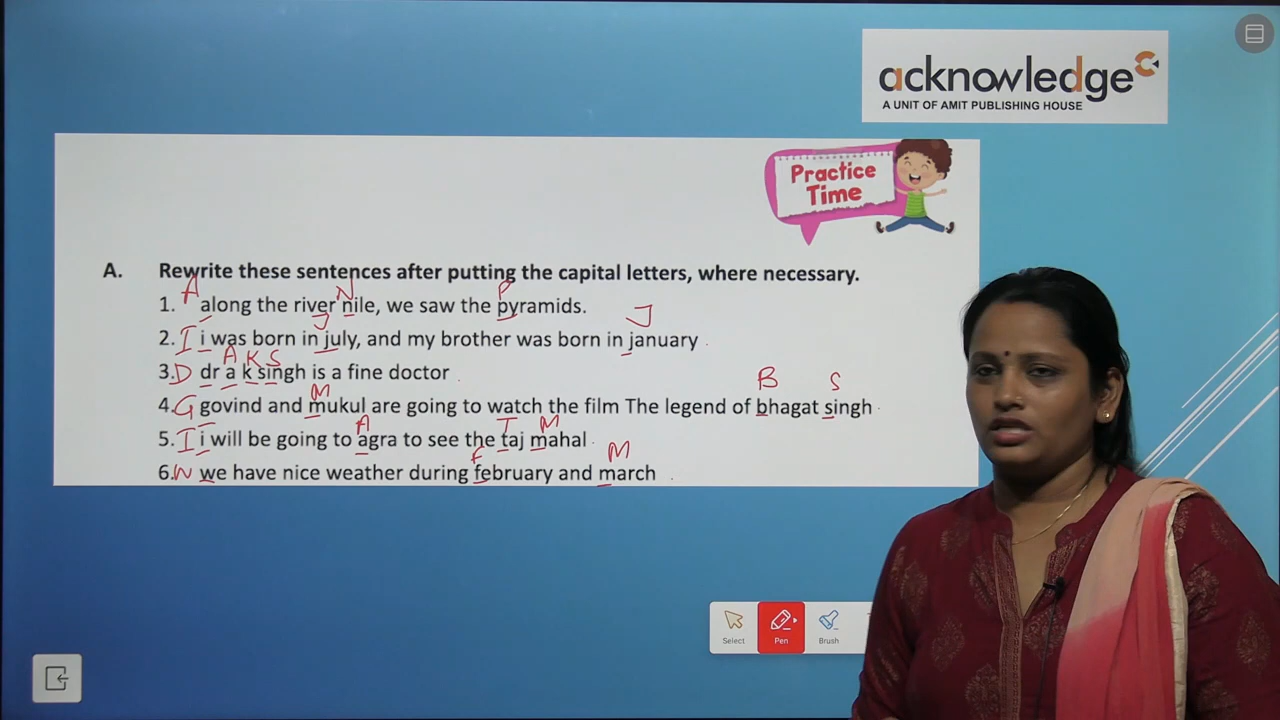 acknowledge
A UNIT OF AMIT PUBLISHING HOUSE
Practice
Time
A. Rewrite these sentences after putting the capital letters, where necessary.
A N P
1. along the river nile, we saw the pyramids.
J J
2. I i was born in july, and my brother was born in january .
A K S
3. D dr a k singh is a fine doctor .
M B S
4. G govind and mukul are going to watch the film The legend of bhagat singh .
A T M
5. I i will be going to agra to see the taj mahal .
F M
6. W we have nice weather during february and march .
Select Pen Brush